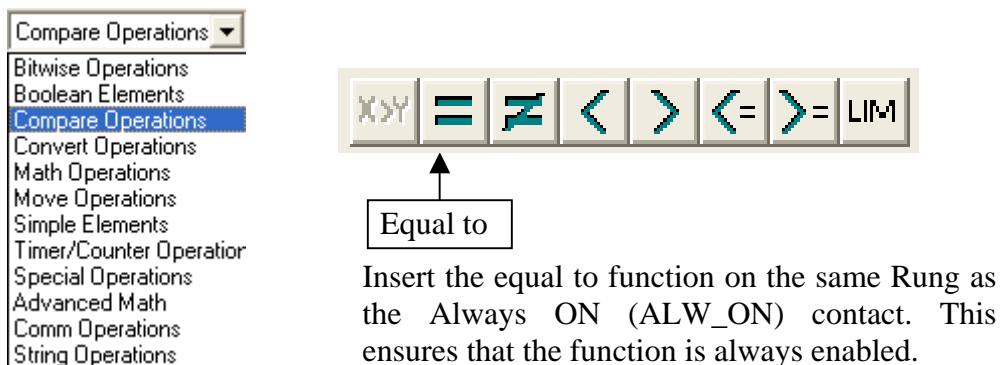 Compare Operations
Bitwise Operations
Boolean Elements
Compare Operations
Convert Operations
Math Operations
Move Operations
Simple Elements
Timer/Counter Operation
Special Operations
Advanced Math
Comm Operations
String Operations
X>Y = ≠ < > <= >= LIM
Equal to
Insert the equal to function on the same Rung as
the Always ON (ALW_ON) contact. This
ensures that the function is always enabled.